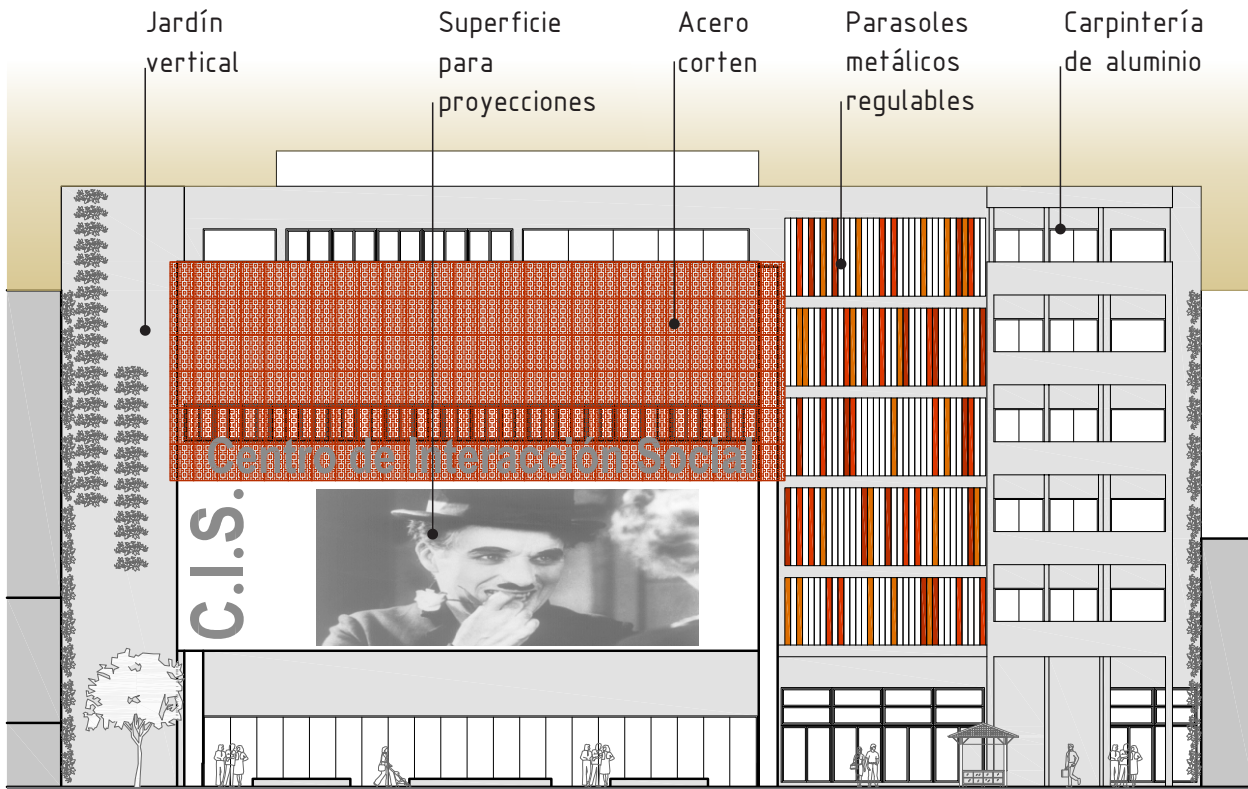 Jardín
vertical
Superficie
para
proyecciones
Acero
corten
Parasoles
metálicos
regulables
Carpintería
de aluminio
Centro de Interacción Social
C.I.S.